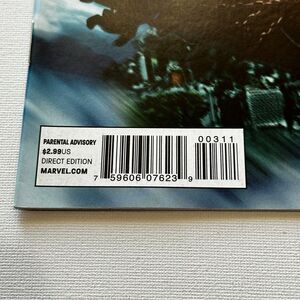 PARENTAL ADVISORY
$2.99US
DIRECT EDITION
MARVEL.COM
00311
7 59606 07623 9